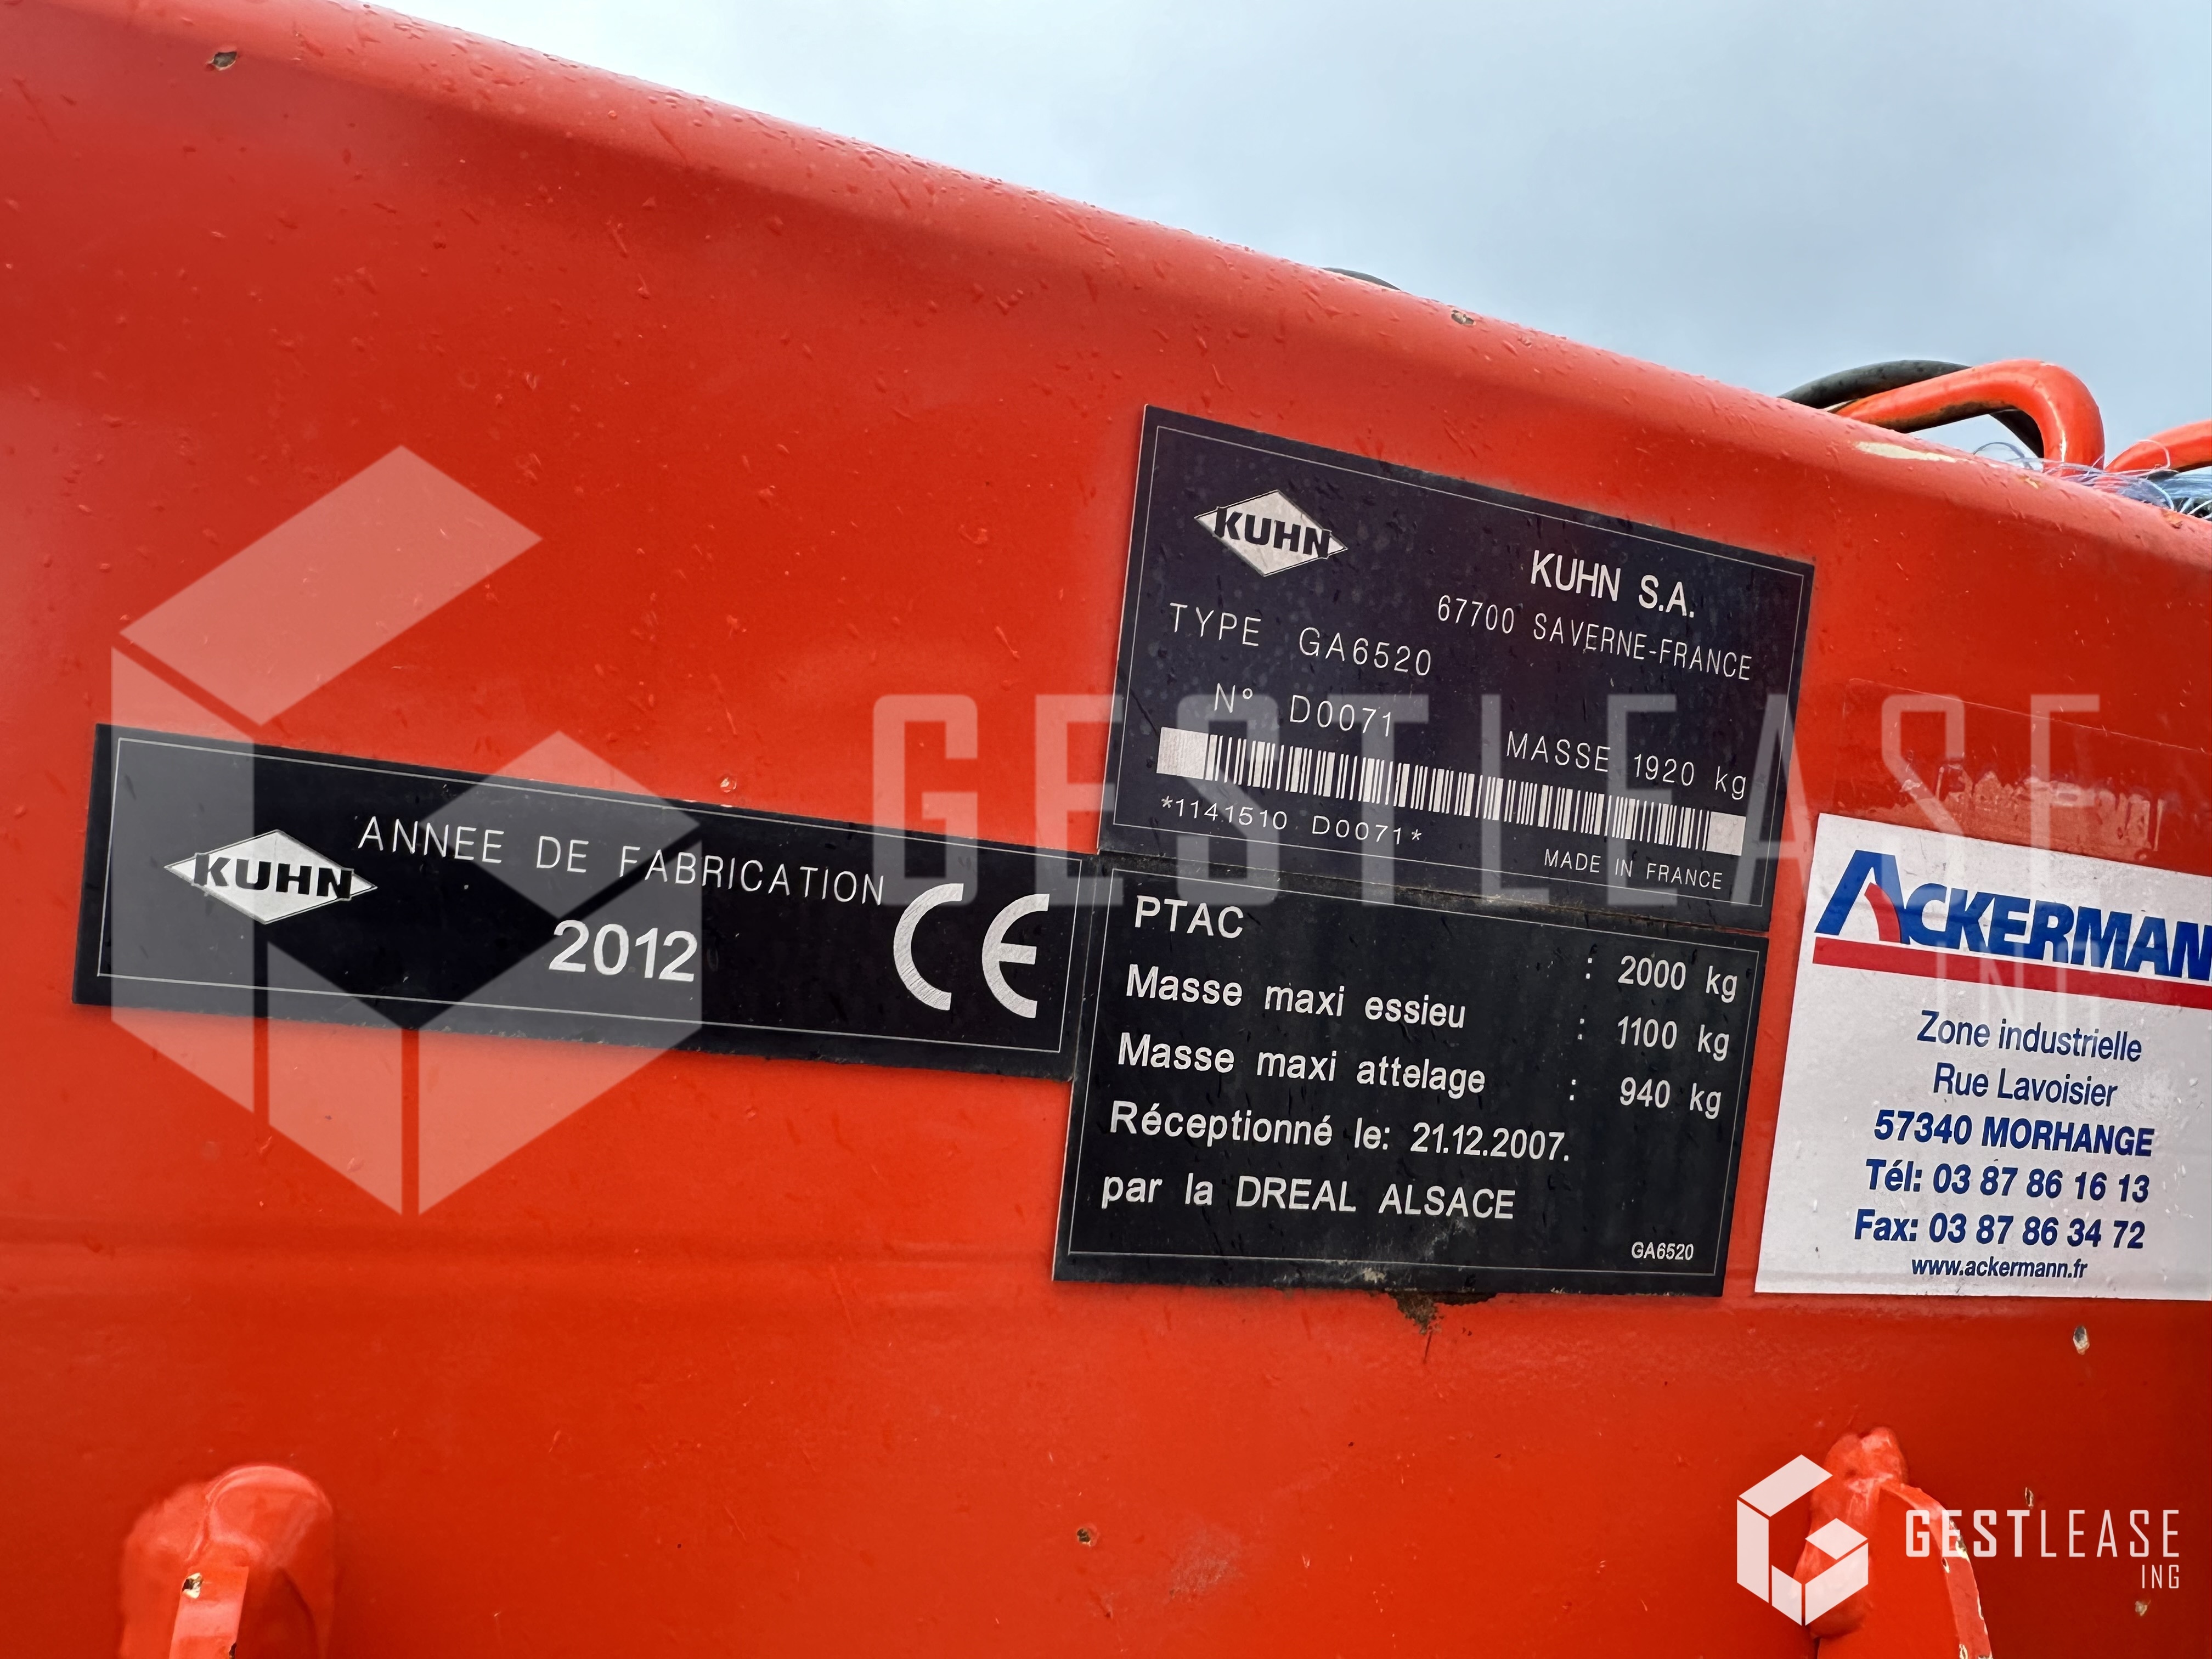 KUHN
KUHN S.A.
67700 SAVERNE-FRANCE
TYPE GA6520
N° D0071
MASSE 1920 kg
*1141510 D0071*
MADE IN FRANCE
KUHN
ANNEE DE FABRICATION
2012
CE
PTAC : 2000 kg
Masse maxi essieu : 1100 kg
Masse maxi attelage : 940 kg
Réceptionné le: 21.12.2007.
par la DREAL ALSACE
GA6520
ACKERMANN
Zone industrielle
Rue Lavoisier
57340 MORHANGE
Tél: 03 87 86 16 13
Fax: 03 87 86 34 72
www.ackermann.fr
GESTLEASE
ING
GESTLEASE
ING